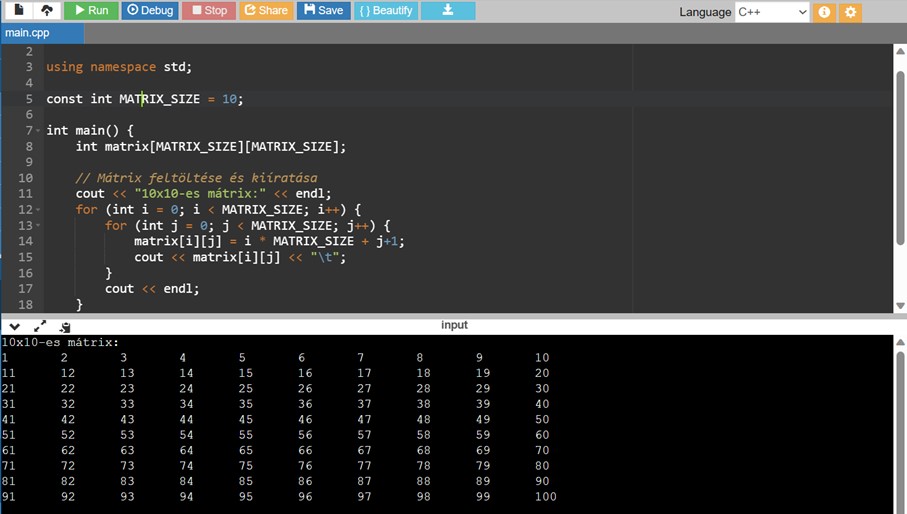 Run Debug Stop Share Save { } Beautify Language C++
main.cpp
2
3 using namespace std;
4
5 const int MATRIX_SIZE = 10;
6
7 int main() {
8 int matrix[MATRIX_SIZE][MATRIX_SIZE];
9
10 // Mátrix feltöltése és kiíratása
11 cout << "10x10-es mátrix:" << endl;
12 for (int i = 0; i < MATRIX_SIZE; i++) {
13 for (int j = 0; j < MATRIX_SIZE; j++) {
14 matrix[i][j] = i * MATRIX_SIZE + j+1;
15 cout << matrix[i][j] << "\t";
16 }
17 cout << endl;
18 }
input
10x10-es mátrix:
1 2 3 4 5 6 7 8 9 10
11 12 13 14 15 16 17 18 19 20
21 22 23 24 25 26 27 28 29 30
31 32 33 34 35 36 37 38 39 40
41 42 43 44 45 46 47 48 49 50
51 52 53 54 55 56 57 58 59 60
61 62 63 64 65 66 67 68 69 70
71 72 73 74 75 76 77 78 79 80
81 82 83 84 85 86 87 88 89 90
91 92 93 94 95 96 97 98 99 100